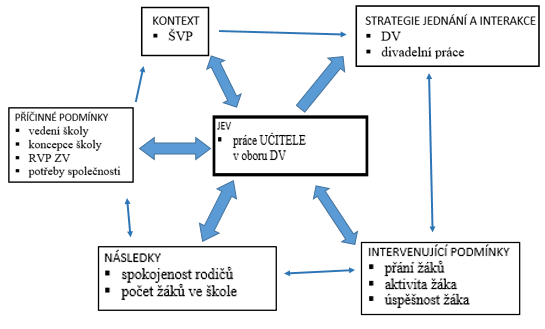 KONTEXT
▪ ŠVP
STRATEGIE JEDNÁNÍ A INTERAKCE
▪ DV
▪ divadelní práce
PŘÍČINNÉ PODMÍNKY
▪ vedení školy
▪ koncepce školy
▪ RVP ZV
▪ potřeby společnosti
JEV
▪ práce UČITELE
v oboru DV
NÁSLEDKY
▪ spokojenost rodičů
▪ počet žáků ve škole
INTERVENUJÍCÍ PODMÍNKY
▪ přání žáků
▪ aktivita žáka
▪ úspěšnost žáka